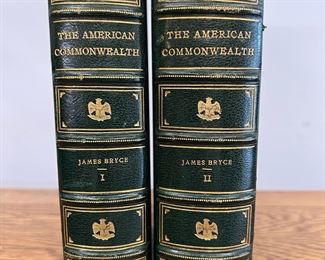 THE AMERICAN
COMMONWEALTH
JAMES BRYCE
I
THE AMERICAN
COMMONWEALTH
JAMES BRYCE
II